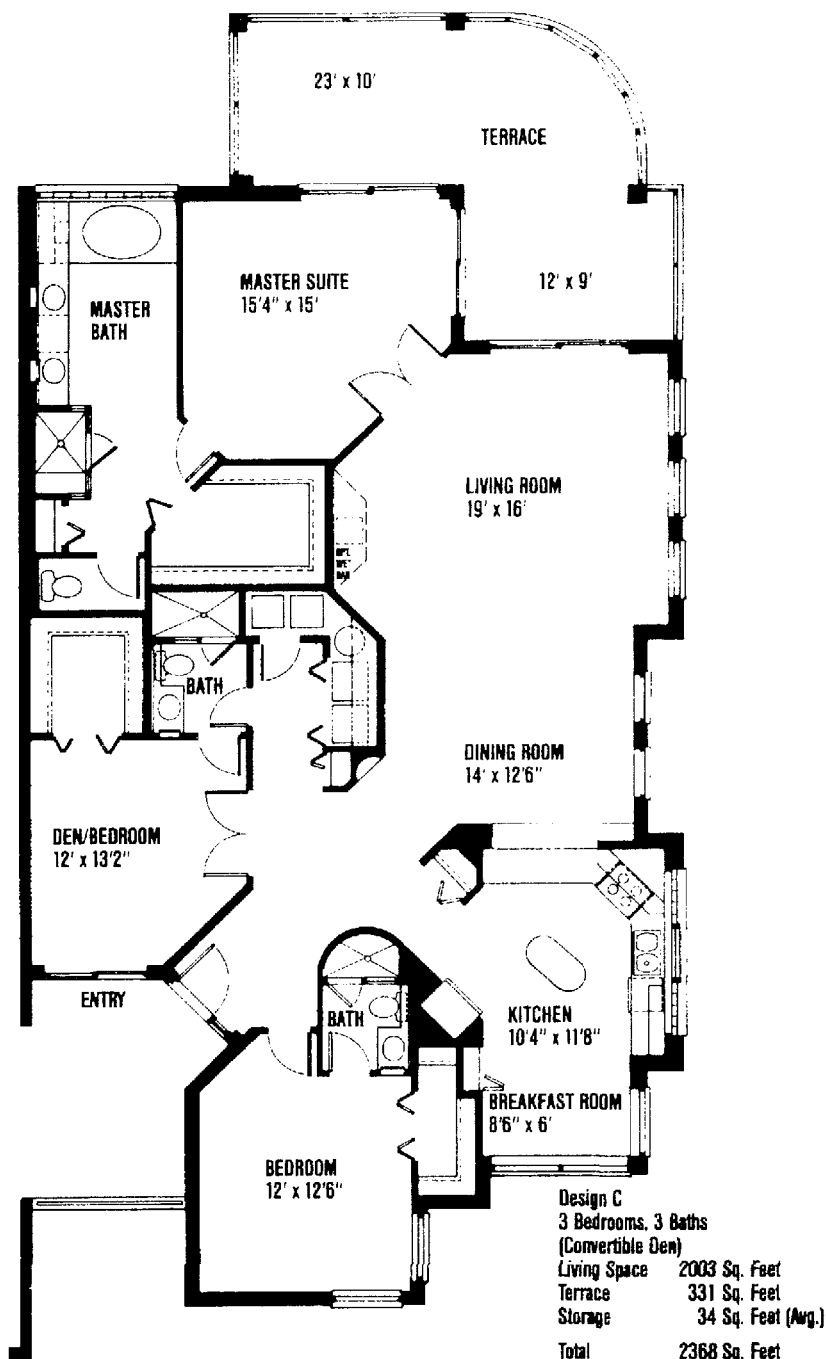 23' x 10'
TERRACE
MASTER SUITE
15'4" x 15'
12' x 9'
MASTER
BATH
LIVING ROOM
19' x 16'
OPT.
WET
BAR
BATH
DINING ROOM
14' x 12'6"
DEN/BEDROOM
12' x 13'2"
ENTRY
BATH
KITCHEN
10'4" x 11'8"
BREAKFAST ROOM
8'6" x 6'
BEDROOM
12' x 12'6"
Design C
3 Bedrooms, 3 Baths
(Convertible Den)
Living Space 2003 Sq. Feet
Terrace 331 Sq. Feet
Storage 34 Sq. Feet (Avg.)
Total 2368 Sq. Feet